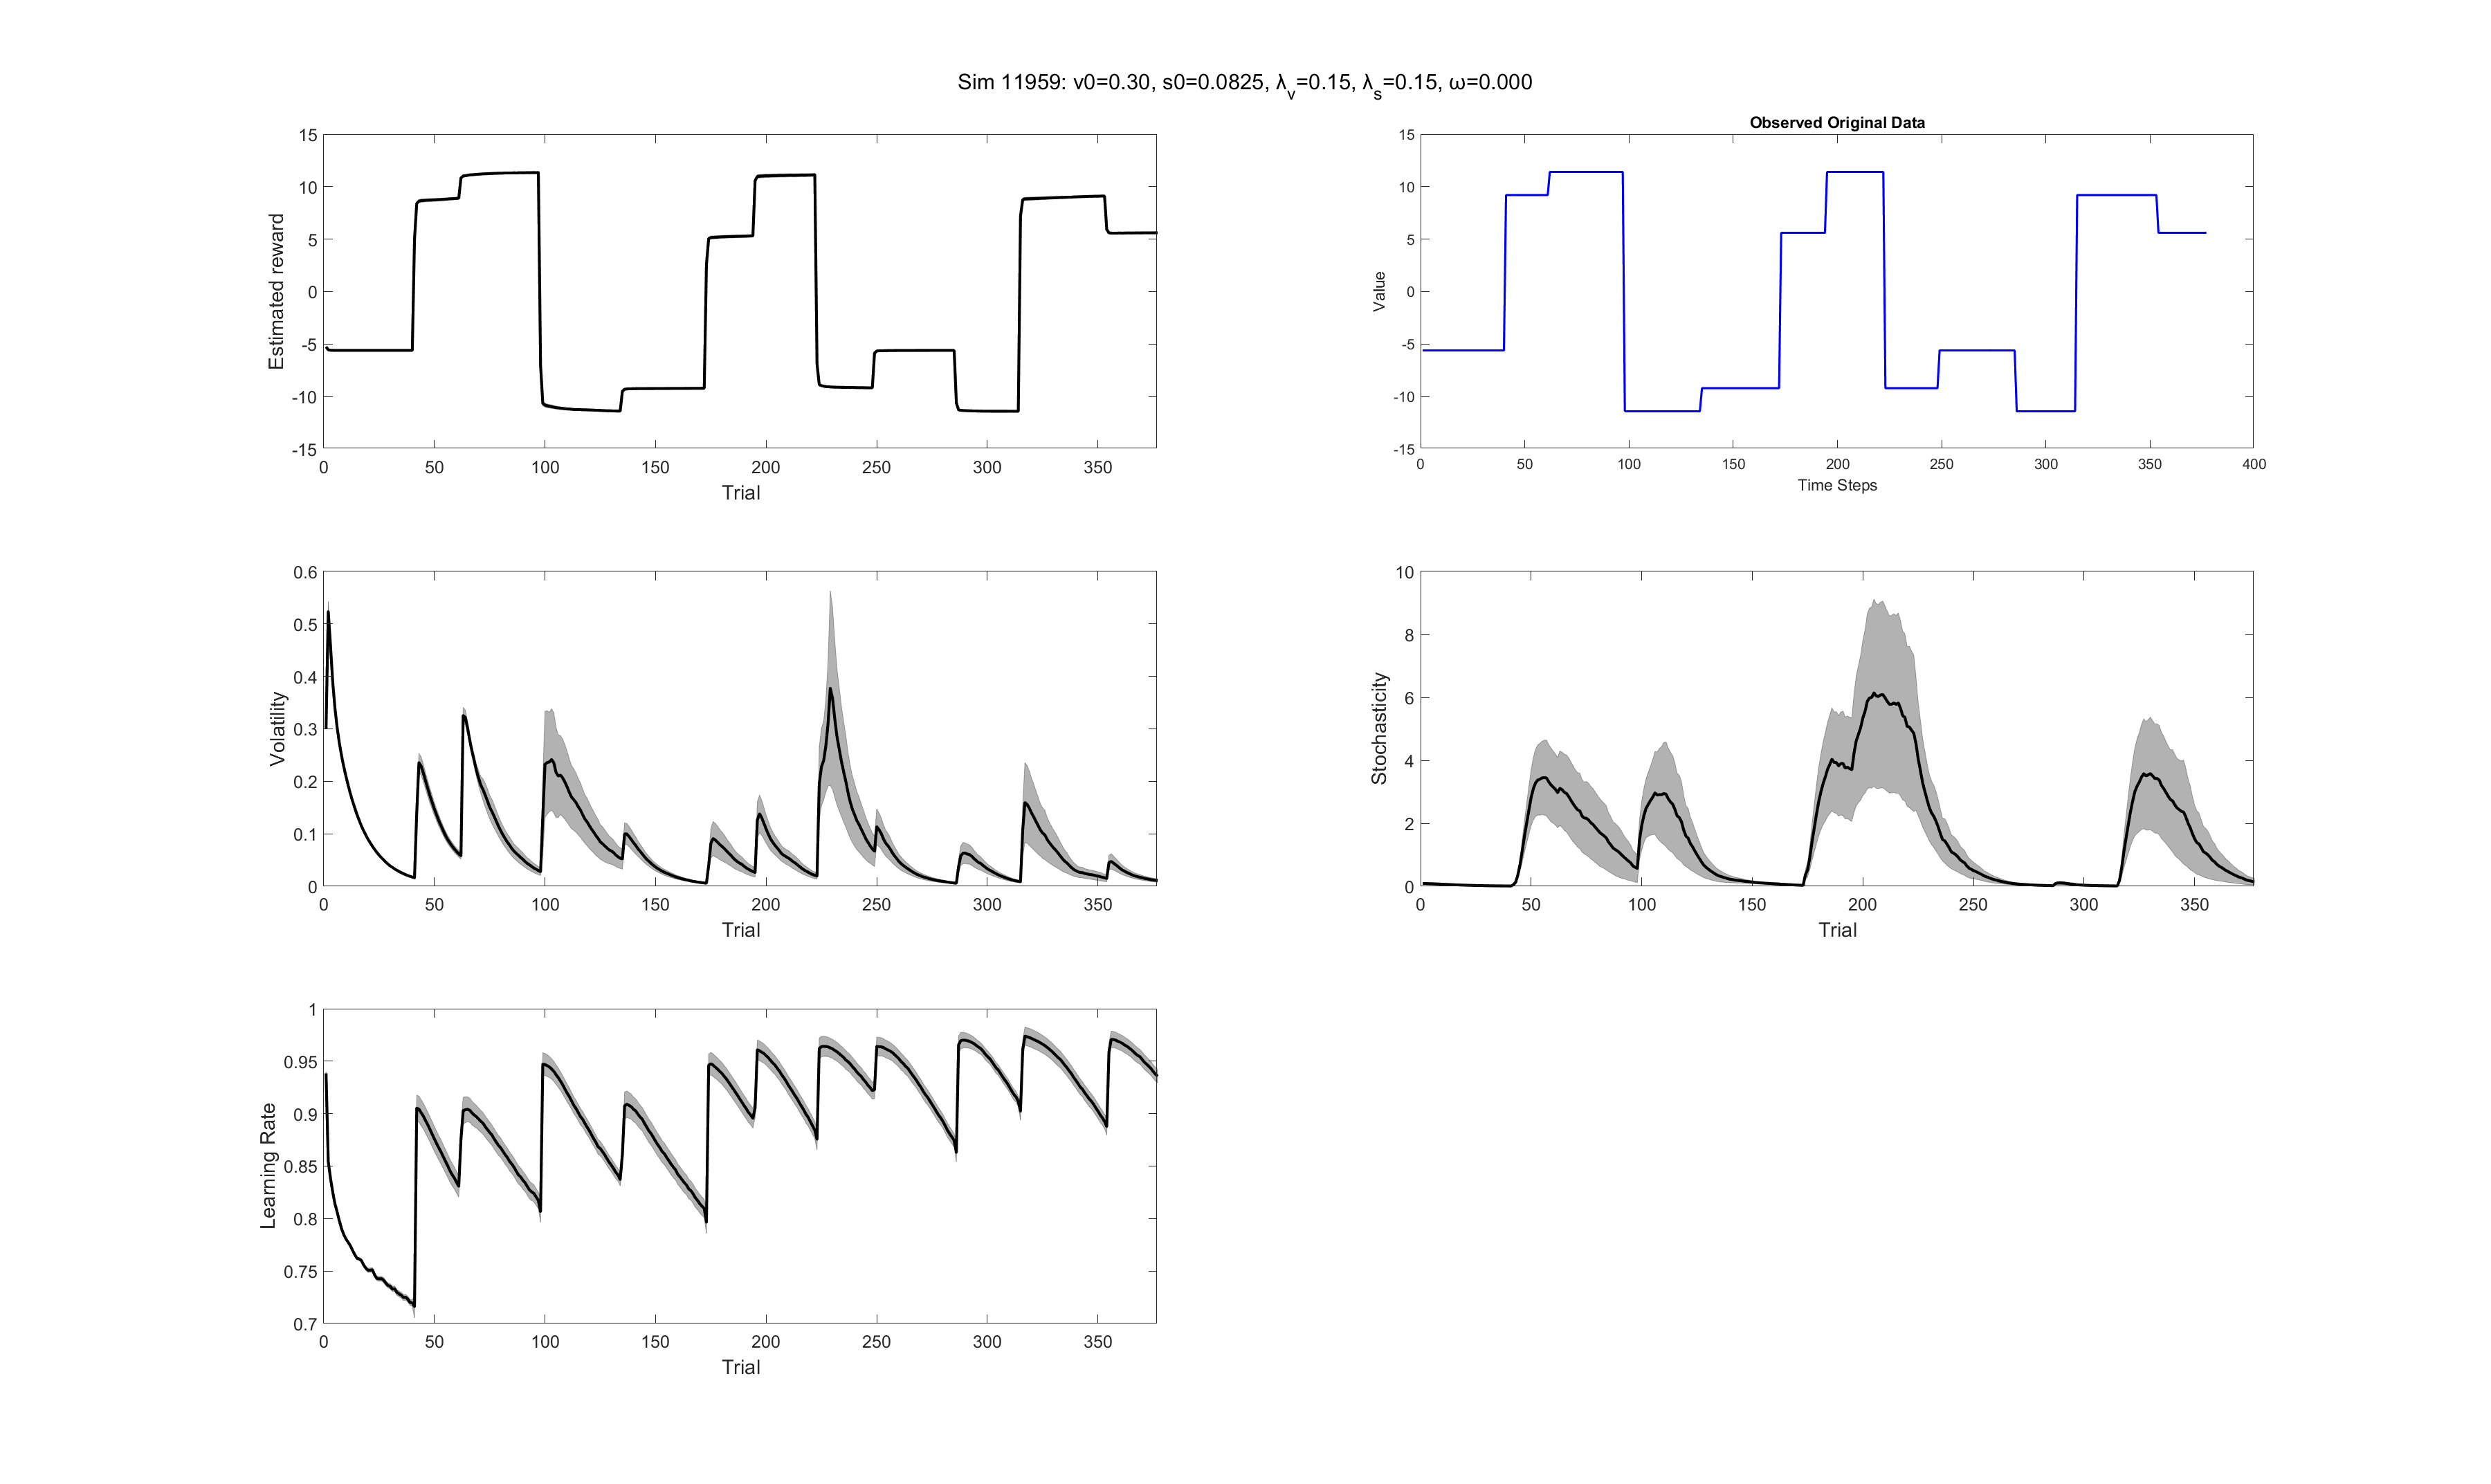 Sim 11959: v0=0.30, s0=0.0825, λv=0.15, λs=0.15, ω=0.000
15
10
5
0
-5
-10
-15
Estimated reward
0 50 100 150 200 250 300 350
Trial
Observed Original Data
15
10
5
0
-5
-10
-15
Value
0 50 100 150 200 250 300 350 400
Time Steps
0.6
0.5
0.4
0.3
0.2
0.1
0
Volatility
0 50 100 150 200 250 300 350
Trial
10
8
6
4
2
0
Stochasticity
0 50 100 150 200 250 300 350
Trial
1
0.95
0.9
0.85
0.8
0.75
0.7
Learning Rate
0 50 100 150 200 250 300 350
Trial